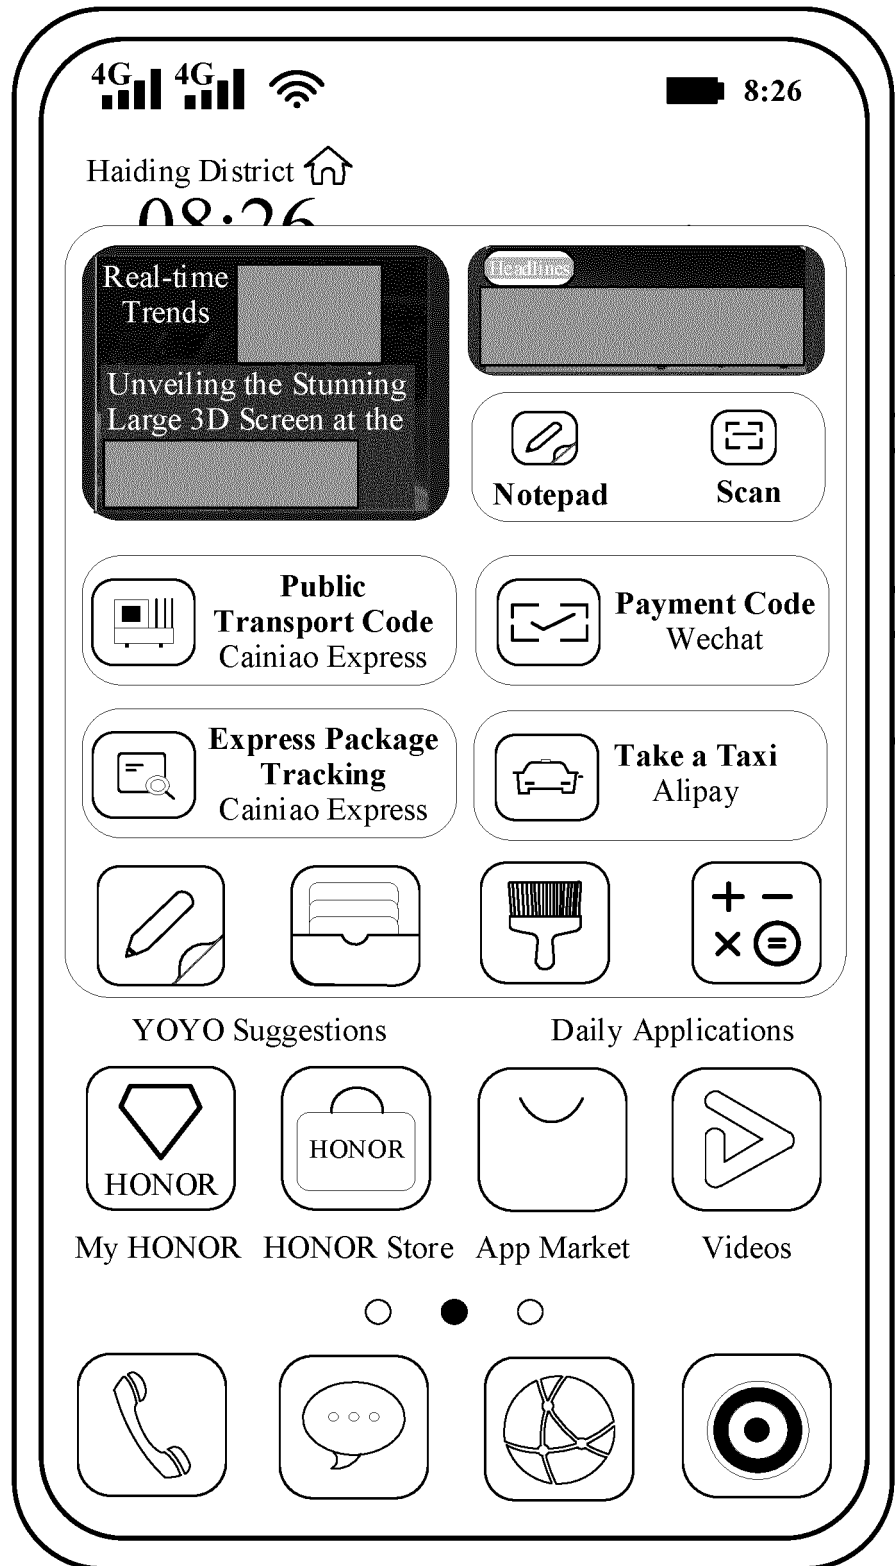 4G 4G 8:26
Haiding District
08:26
Real-time
Trends
Unveiling the Stunning
Large 3D Screen at the
Headlines
Notepad Scan
Public
Transport Code
Cainiao Express
Payment Code
Wechat
Express Package
Tracking
Cainiao Express
Take a Taxi
Alipay
YOYO Suggestions Daily Applications
HONOR
HONOR
My HONOR HONOR Store App Market Videos